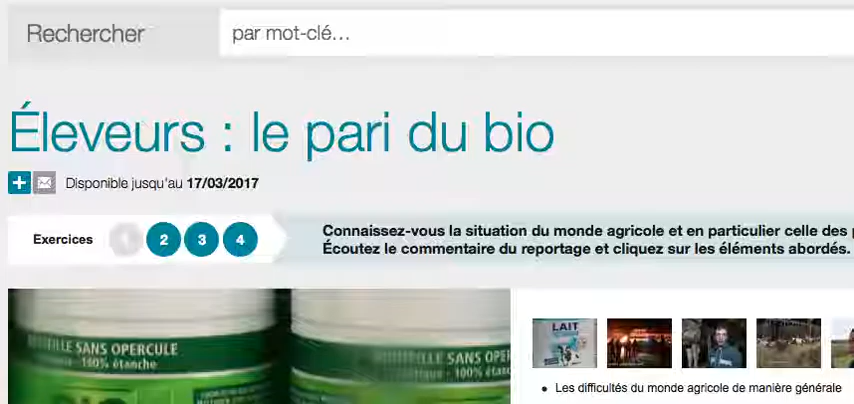 Rechercher
par mot-clé...
Éleveurs : le pari du bio
Disponible jusqu'au 17/03/2017
Exercices 1 2 3 4
Connaissez-vous la situation du monde agricole et en particulier celle des
Écoutez le commentaire du reportage et cliquez sur les éléments abordés.
SANS OPERCULE
100% étanche
SANS
100%
LAIT
• Les difficultés du monde agricole de manière générale